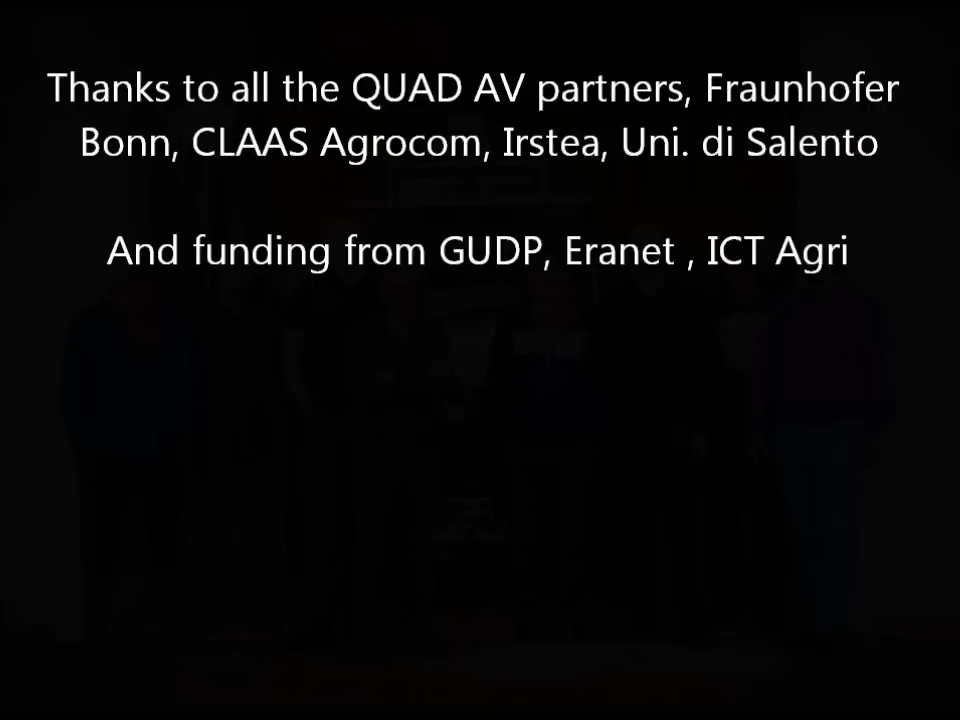 Thanks to all the QUAD AV partners, Fraunhofer
Bonn, CLAAS Agrocom, Irstea, Uni. di Salento
And funding from GUDP, Eranet , ICT Agri